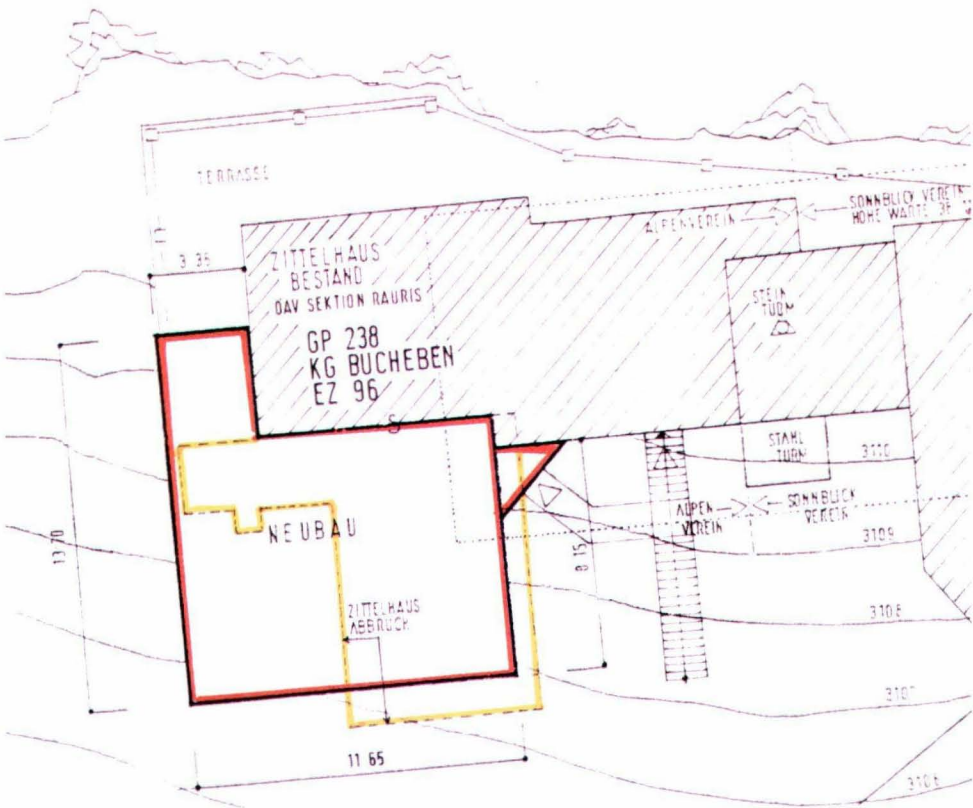 TERRASSE
SONNBLICK VEREIN
HOHE WARTE 38
ALPENVEREIN
3 35
ZITTELHAUS
BESTAND
OAV SEKTION RAURIS
GP 238
KG BUCHEBEN
EZ 96
STEIN
TURM
STAHL
TURM
3110
ALPEN
VEREIN
SONNBLICK
VEREIN
3109
13 70
NEUBAU
8 15
ZITTELHAUS
ABBRUCH
3108
3107
11 65
3106